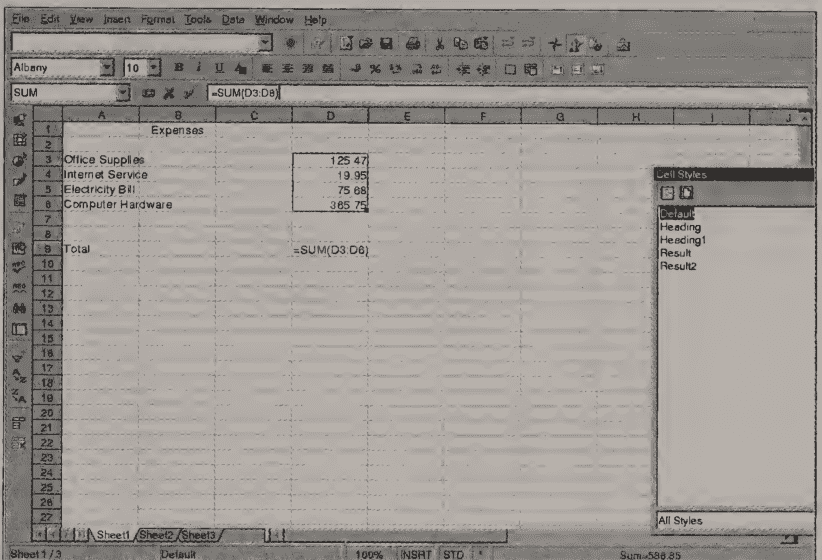 File Edit View Insert Format Tools Data Window Help
Albany 10 B i U
SUM =SUM(D3:D6)
A B C D E F G H I J
1 Expenses
2
3 Office Supplies 125.47
4 Internet Service 19.95
5 Electricity Bill 75.68
6 Computer Hardware 365.75
7
8
9 Total =SUM(D3:D6)
10
11
12
13
14
15
16
17
18
19
20
21
22
23
24
25
26
27
Cell Styles
Default
Heading
Heading1
Result
Result2
All Styles
Sheet1 Sheet2 Sheet3
Sheet 1 / 3 Default 100% INSRT STD * Sum=586.85